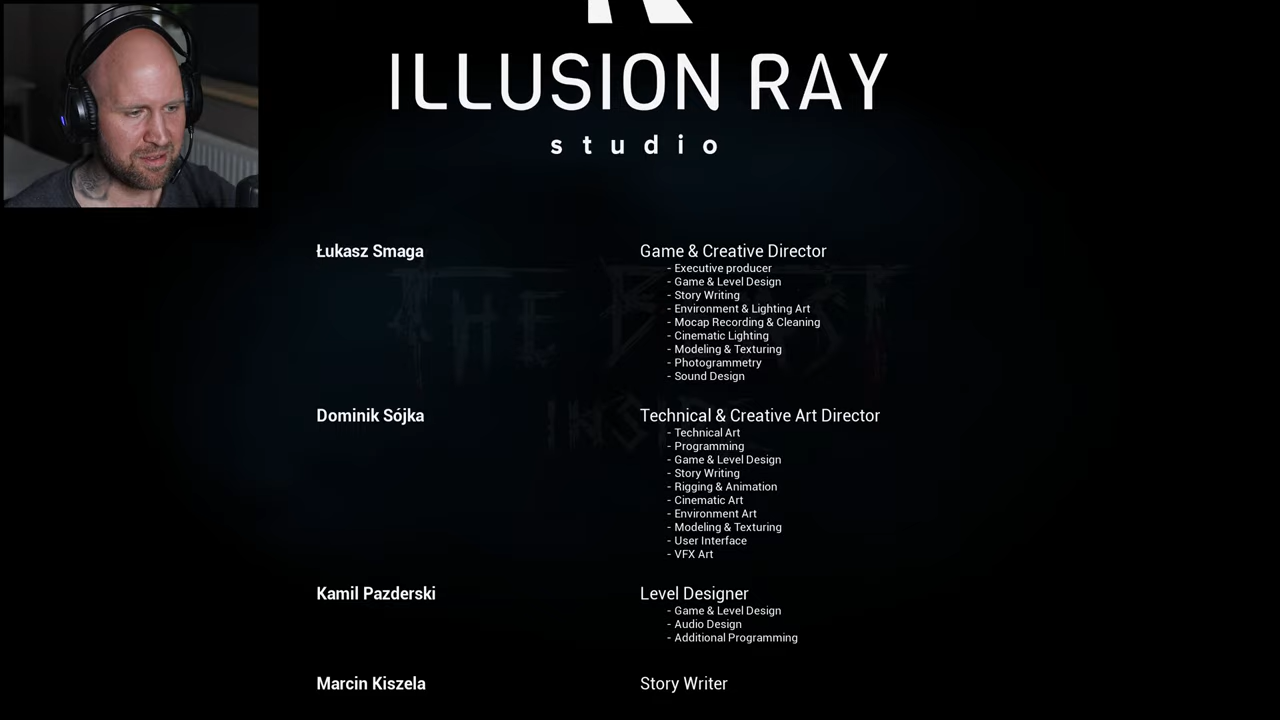 ILLUSION RAY
studio
THE BEAST
INSIDE
Łukasz Smaga
Game & Creative Director
- Executive producer
- Game & Level Design
- Story Writing
- Environment & Lighting Art
- Mocap Recording & Cleaning
- Cinematic Lighting
- Modeling & Texturing
- Photogrammetry
- Sound Design
Dominik Sójka
Technical & Creative Art Director
- Technical Art
- Programming
- Game & Level Design
- Story Writing
- Rigging & Animation
- Cinematic Art
- Environment Art
- Modeling & Texturing
- User Interface
- VFX Art
Kamil Pazderski
Level Designer
- Game & Level Design
- Audio Design
- Additional Programming
Marcin Kiszela
Story Writer